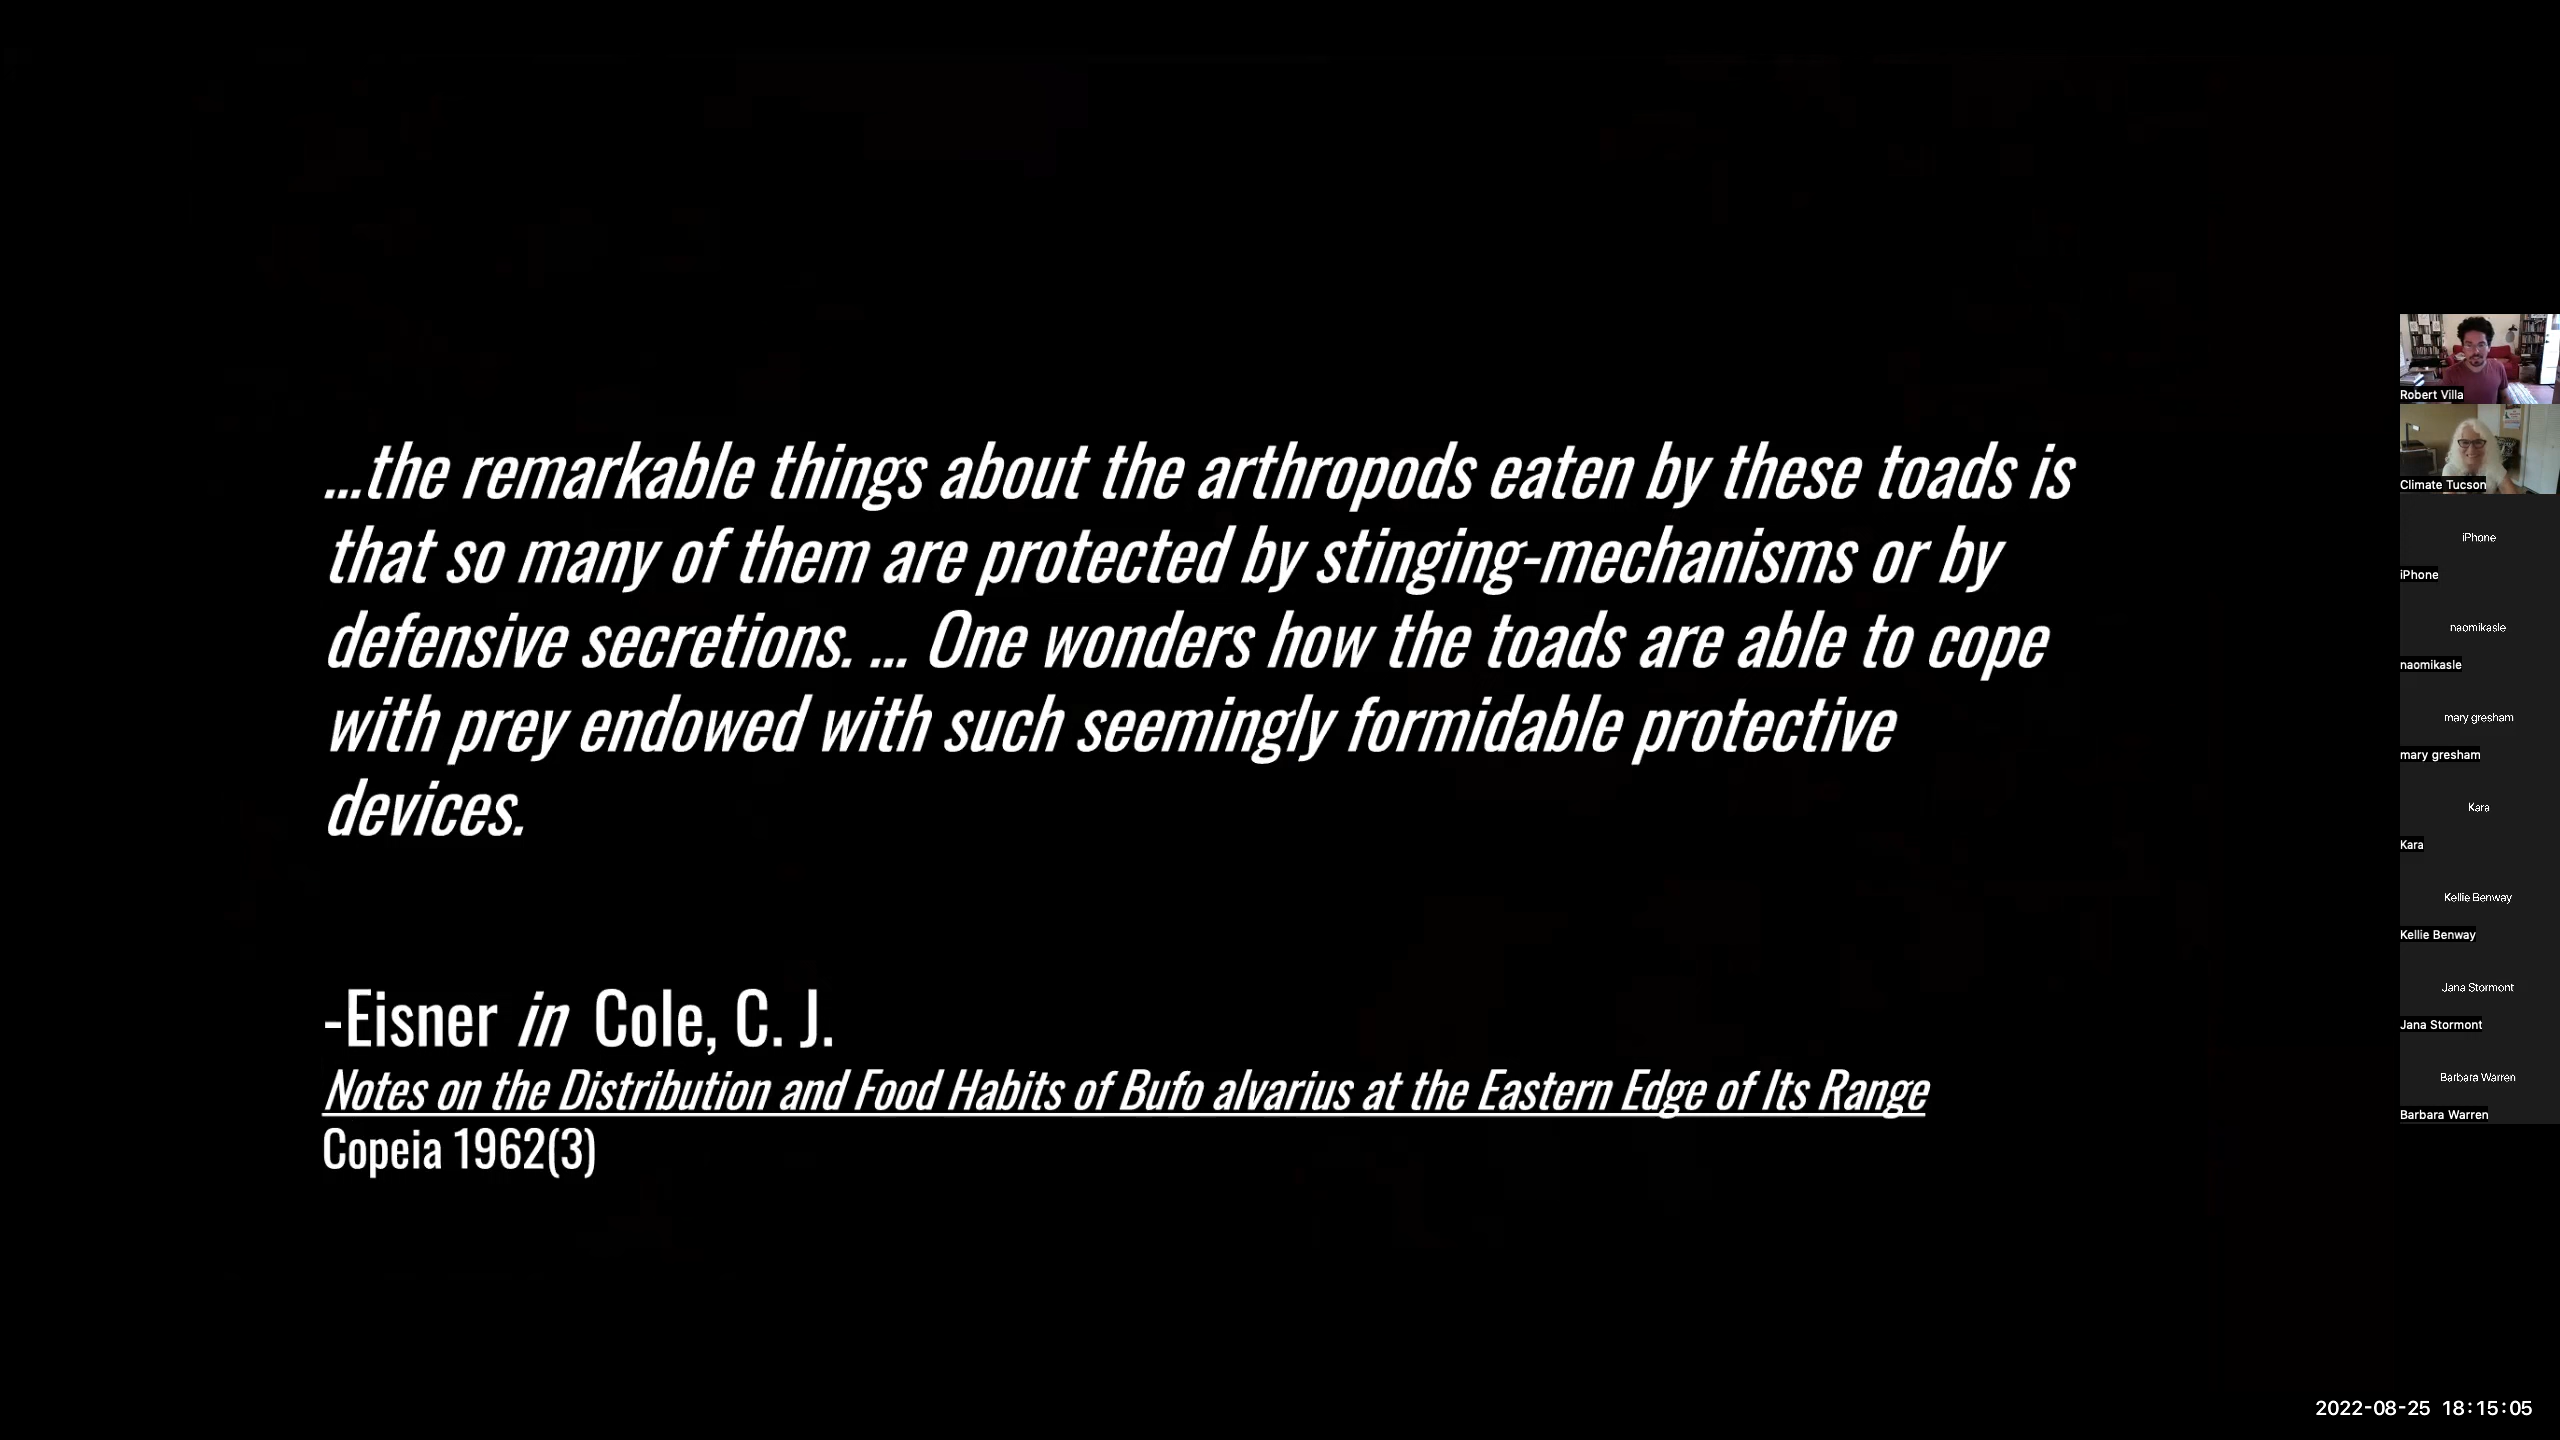 ...the remarkable things about the arthropods eaten by these toads is
that so many of them are protected by stinging-mechanisms or by
defensive secretions. ... One wonders how the toads are able to cope
with prey endowed with such seemingly formidable protective
devices.
-Eisner in Cole, C. J.
Notes on the Distribution and Food Habits of Bufo alvarius at the Eastern Edge of Its Range
Copeia 1962(3)
Robert Villa
Climate Tucson
iPhone
iPhone
naomikasle
naomikasle
mary gresham
mary gresham
Kara
Kara
Kellie Benway
Kellie Benway
Jana Stormont
Jana Stormont
Barbara Warren
Barbara Warren
2022-08-25 18:15:05